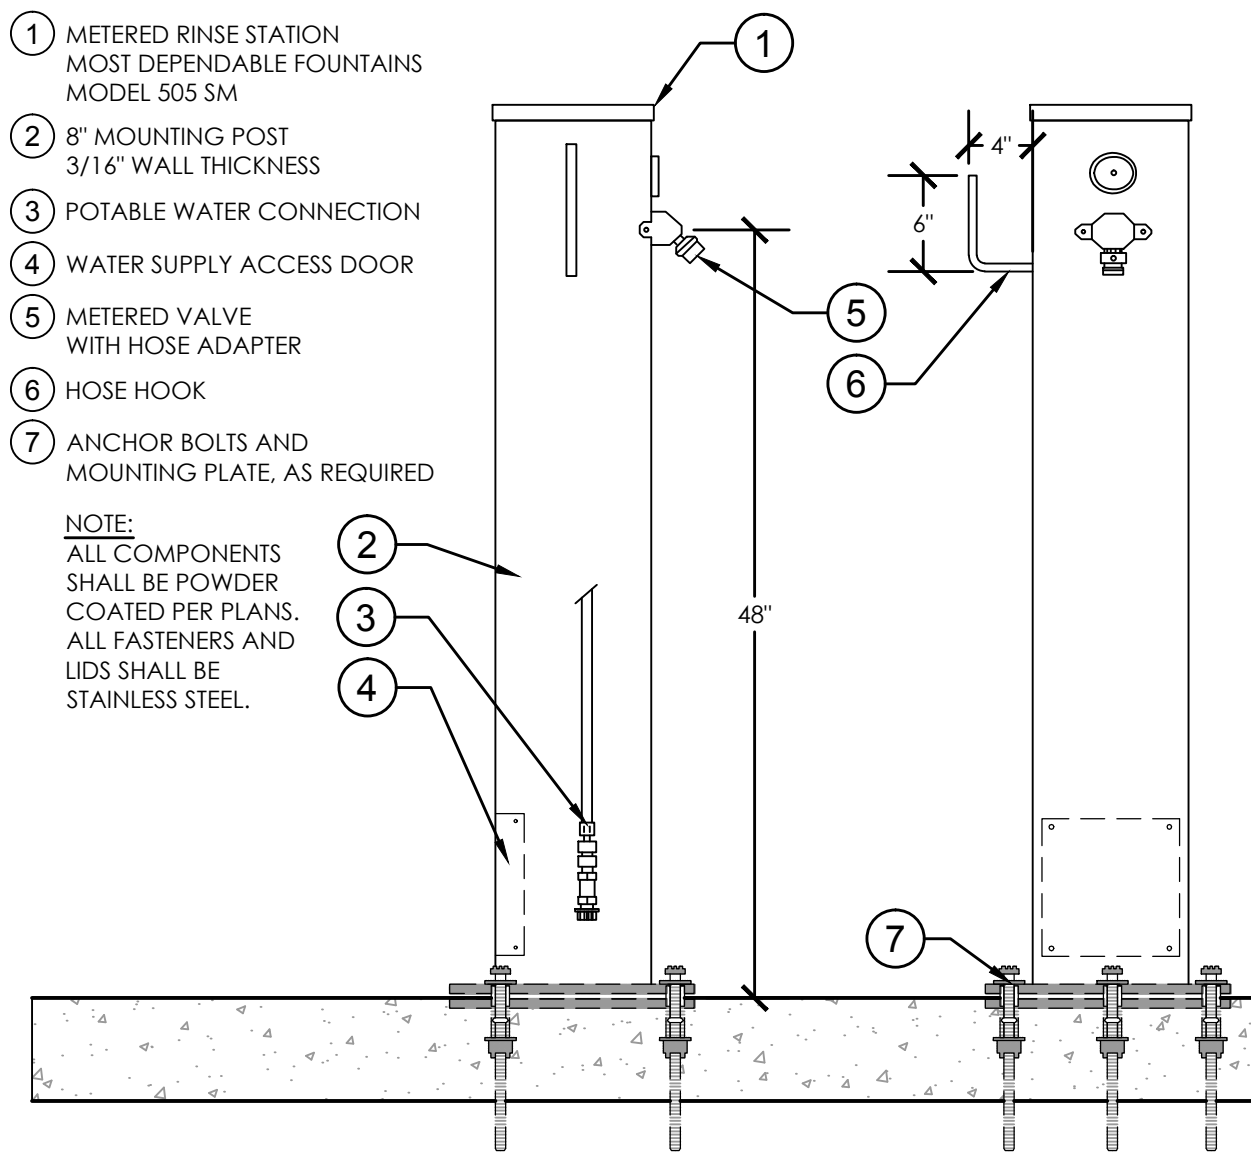 1 METERED RINSE STATION
MOST DEPENDABLE FOUNTAINS
MODEL 505 SM
2 8" MOUNTING POST
3/16" WALL THICKNESS
3 POTABLE WATER CONNECTION
4 WATER SUPPLY ACCESS DOOR
5 METERED VALVE
WITH HOSE ADAPTER
6 HOSE HOOK
7 ANCHOR BOLTS AND
MOUNTING PLATE, AS REQUIRED
NOTE:
ALL COMPONENTS
SHALL BE POWDER
COATED PER PLANS.
ALL FASTENERS AND
LIDS SHALL BE
STAINLESS STEEL.
1
2
3
4
48"
5
4"
6"
6
7